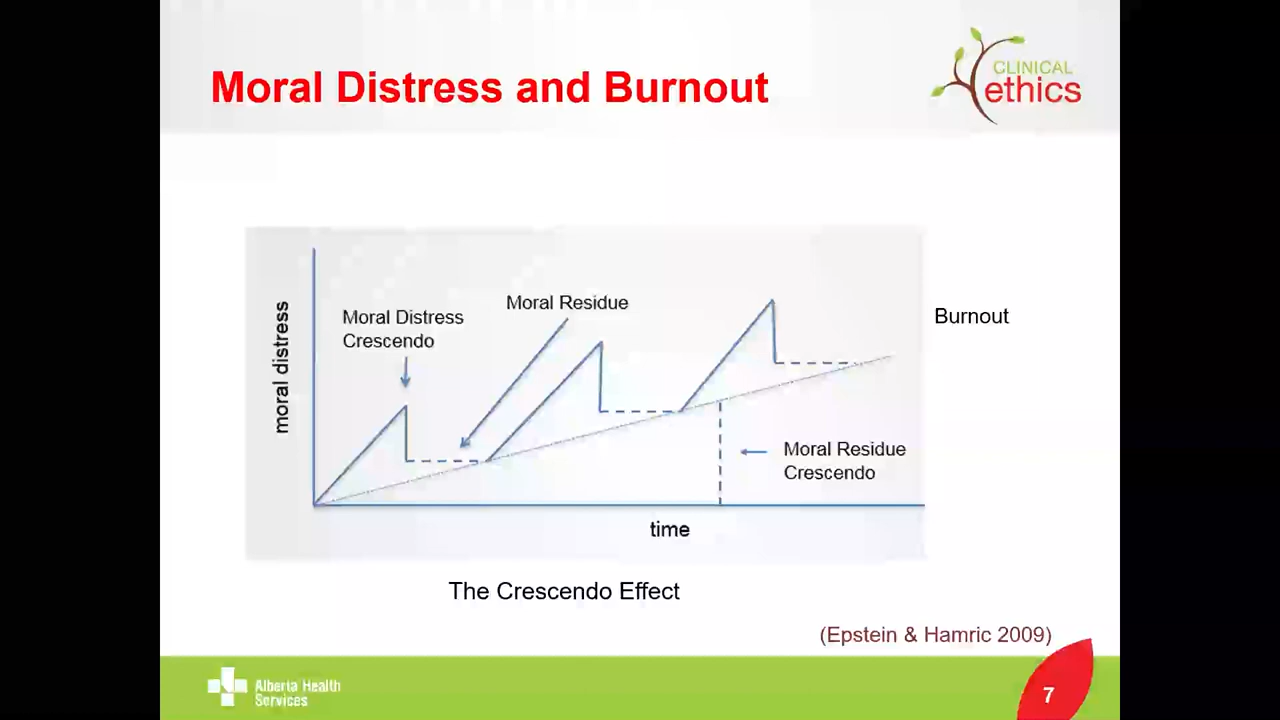 Moral Distress and Burnout
CLINICAL
ethics
moral distress
Moral Distress
Crescendo
Moral Residue
Burnout
Moral Residue
Crescendo
time
The Crescendo Effect
(Epstein & Hamric 2009)
Alberta Health
Services
7